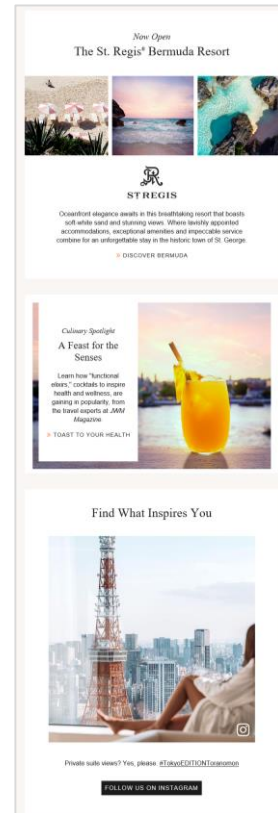 Now Open
The St. Regis® Bermuda Resort
STREGIS
Oceanfront elegance awaits in this breathtaking resort that boasts
soft-white sand and stunning views. Where lavishly appointed
accommodations, exceptional amenities and impeccable service
combine for an unforgettable stay in the historic town of St. George.
» DISCOVER BERMUDA
Culinary Spotlight
A Feast for the
Senses
Learn how "functional
elixirs," cocktails to inspire
health and wellness, are
gaining in popularity, from
the travel experts at JWM
Magazine
» TOAST TO YOUR HEALTH
Find What Inspires You
Private suite views? Yes, please #TokyoEDITIONToranomon
FOLLOW US ON INSTAGRAM